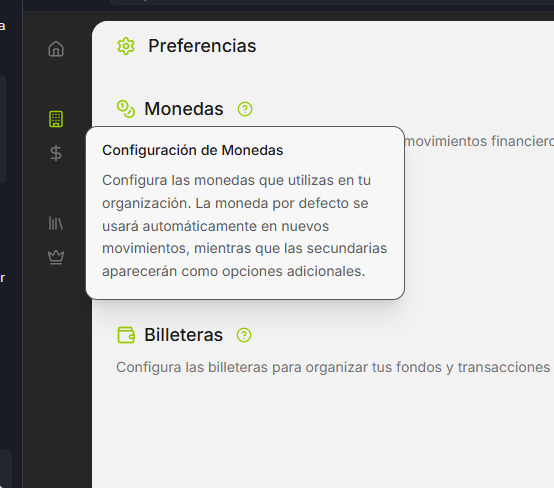 a
Preferencias
Monedas
movimientos financiero
Configuración de Monedas
Configura las monedas que utilizas en tu
organización. La moneda por defecto se
usará automáticamente en nuevos
movimientos, mientras que las secundarias
aparecerán como opciones adicionales.
r
Billeteras
Configura las billeteras para organizar tus fondos y transacciones